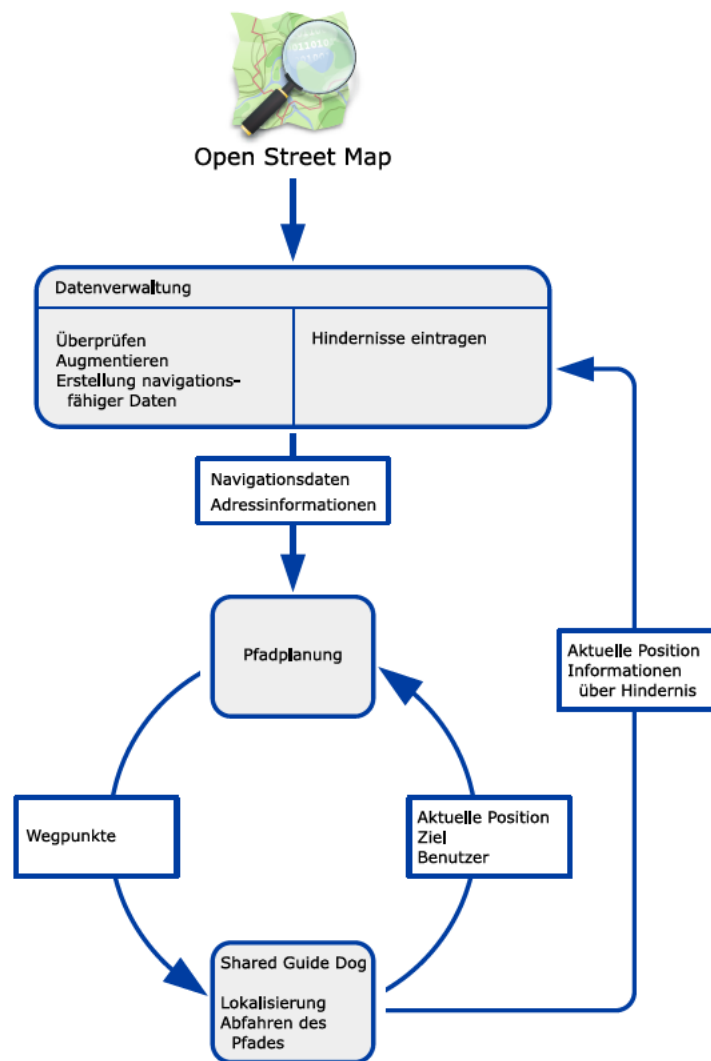 011010
Open Street Map
Datenverwaltung
Überprüfen
Augmentieren
Erstellung navigations-
fähiger Daten
Hindernisse eintragen
Navigationsdaten
Adressinformationen
Pfadplanung
Aktuelle Position
Informationen
über Hindernis
Wegpunkte
Aktuelle Position
Ziel
Benutzer
Shared Guide Dog
Lokalisierung
Abfahren des
Pfades